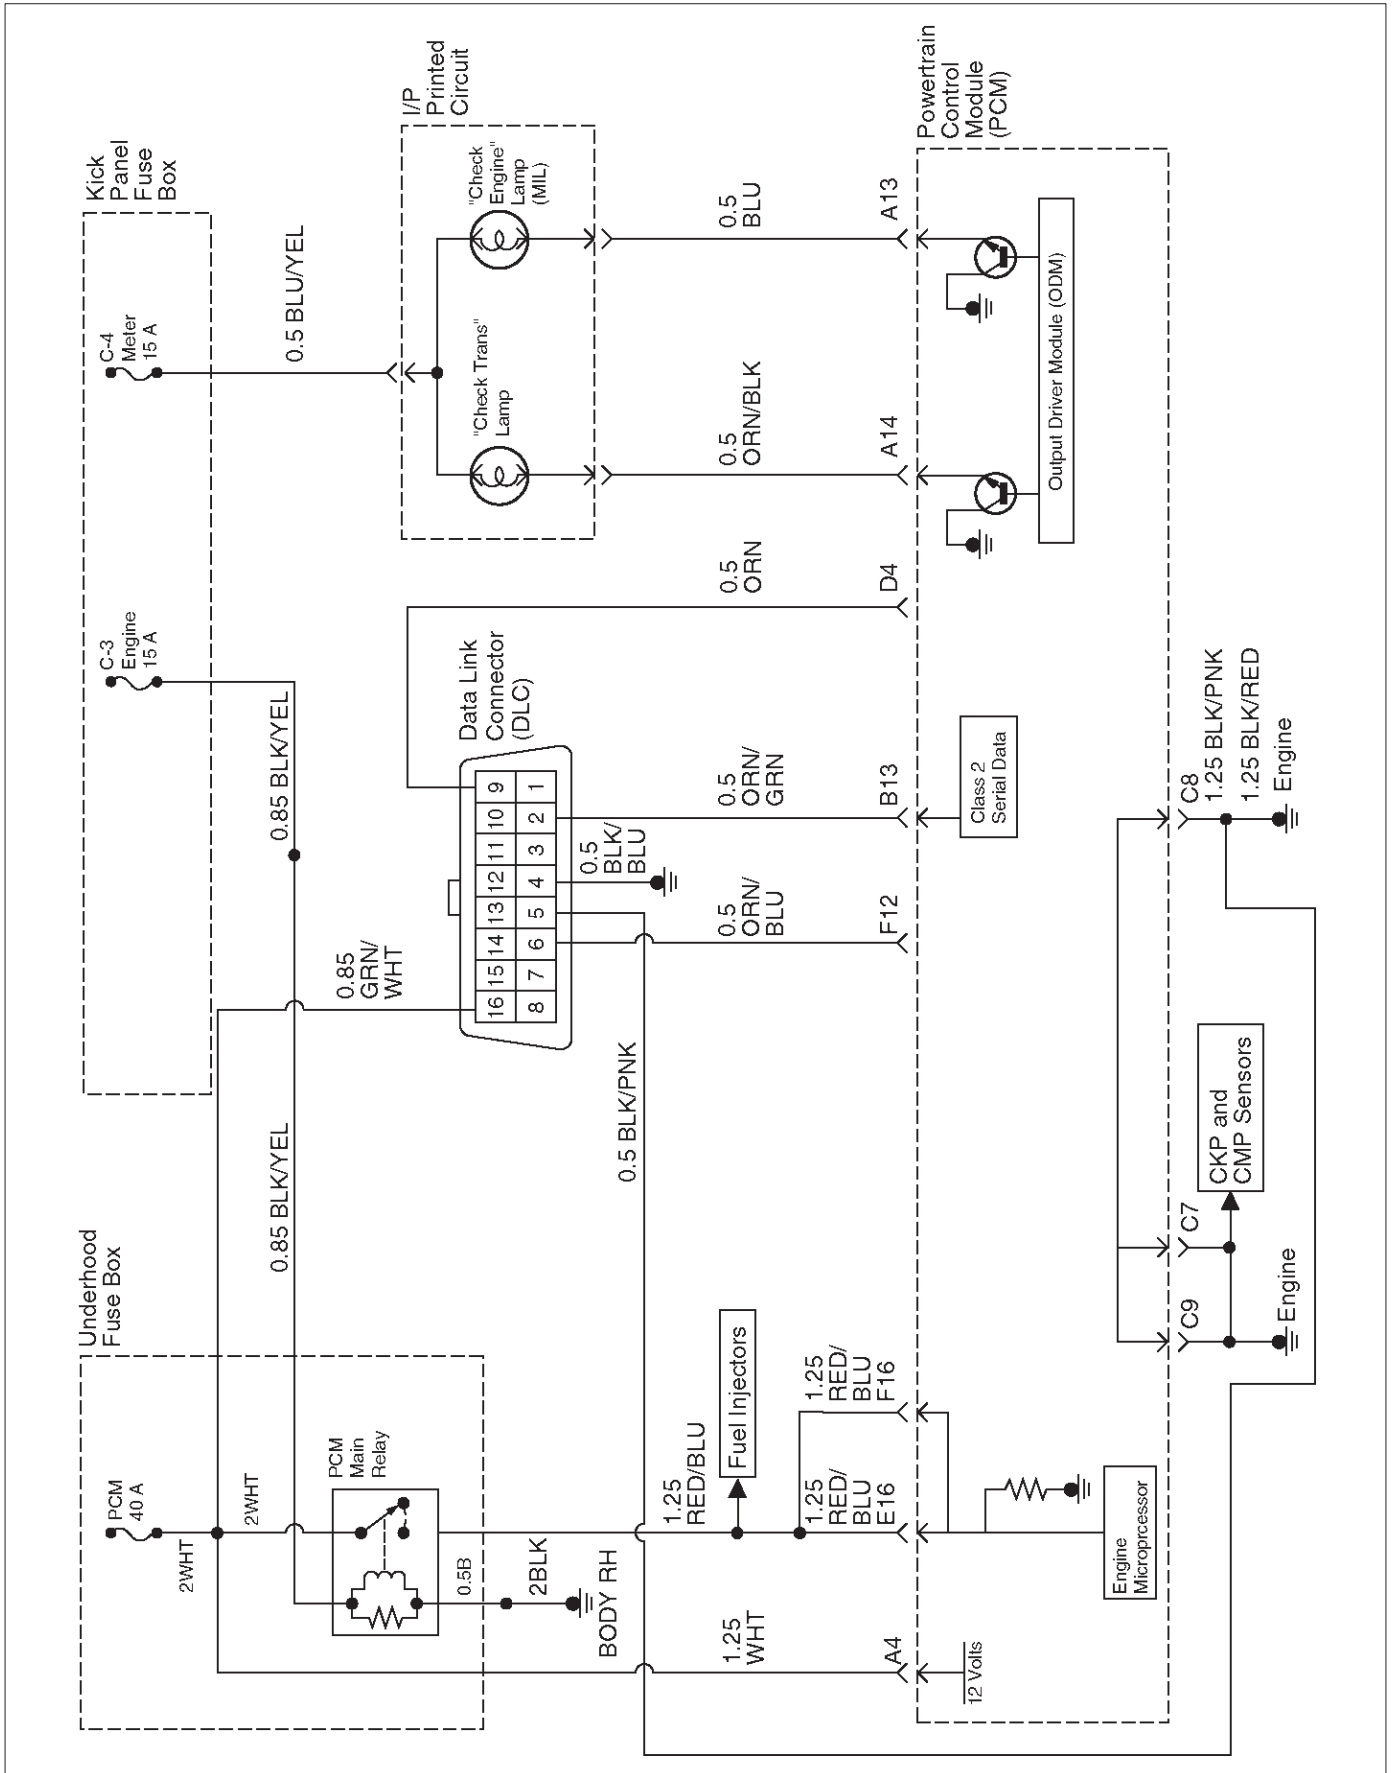 Underhood
Fuse Box
PCM
40 A
2WHT
2WHT
PCM
Main
Relay
0.5B
2BLK
BODY RH
0.85 BLK/YEL
0.85 BLK/YEL
Kick
Panel
Fuse
Box
C-3
Engine
15 A
C-4
Meter
15 A
0.5 BLU/YEL
I/P
Printed
Circuit
"Check Trans"
Lamp
"Check
Engine"
Lamp
(MIL)
0.85
GRN/
WHT
Data Link
Connector
(DLC)
16 15 14 13 12 11 10 9
8 7 6 5 4 3 2 1
0.5 BLK/PNK
0.5
BLK/
BLU
1.25
WHT
A4
1.25
RED/BLU
Fuel Injectors
1.25
RED/
BLU
E16
1.25
RED/
BLU
F16
0.5
ORN/
BLU
F12
0.5
ORN/
GRN
B13
0.5
ORN
D4
0.5
ORN/BLK
A14
0.5
BLU
A13
Powertrain
Control
Module
(PCM)
12 Volts
Engine
Microprcessor
Class 2
Serial Data
Output Driver Module (ODM)
C9
C7
CKP and
CMP Sensors
Engine
C8
1.25 BLK/PNK
1.25 BLK/RED
Engine